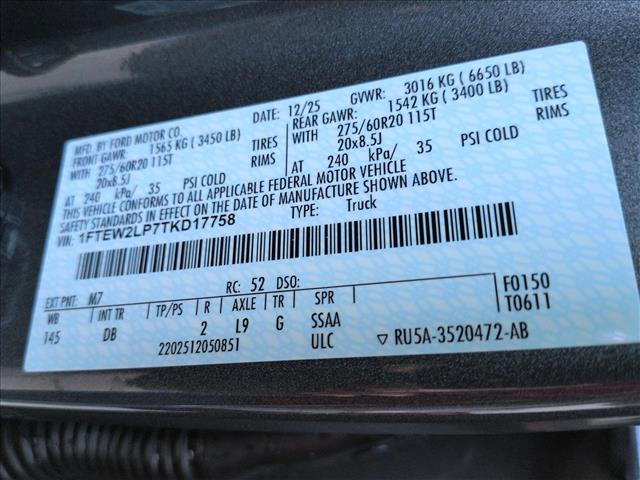 MFD. BY FORD MOTOR CO.
DATE: 12/25 GVWR: 3016 KG ( 6650 LB)
FRONT GAWR: 1565 KG ( 3450 LB) REAR GAWR: 1542 KG ( 3400 LB)
WITH 275/60R20 115T TIRES WITH 275/60R20 115T TIRES
20x8.5J RIMS 20x8.5J RIMS
AT 240 kPa/ 35 PSI COLD AT 240 kPa/ 35 PSI COLD
THIS VEHICLE CONFORMS TO ALL APPLICABLE FEDERAL MOTOR VEHICLE
SAFETY STANDARDS IN EFFECT ON THE DATE OF MANUFACTURE SHOWN ABOVE.
VIN: 1FTEW2LP7TKD17758 TYPE: Truck
EXT PNT: M7 RC: 52 DSO: F0150
WB INT TR TP/PS R AXLE TR SPR T0611
145 DB 2 L9 G SSAA
2202512050851 ULC ▽ RU5A-3520472-AB